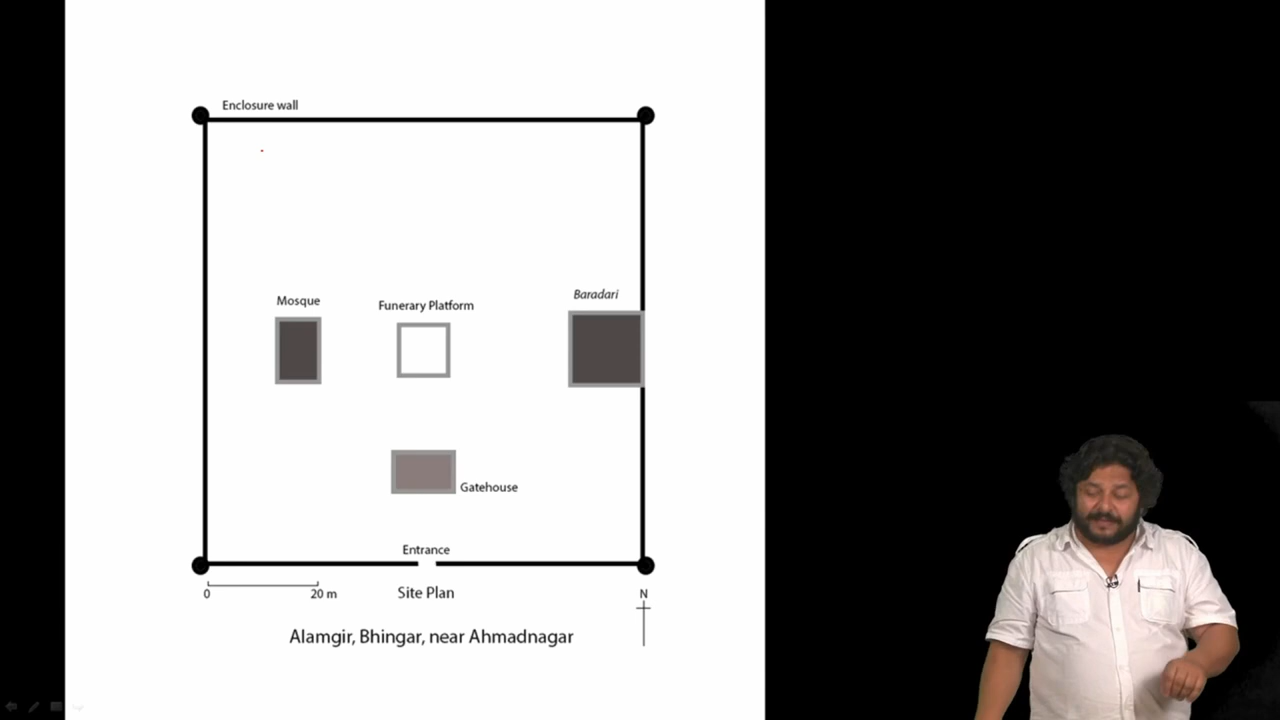 Enclosure wall
Baradari
Mosque
Funerary Platform
Gatehouse
Entrance
0 20 m
Site Plan
N
Alamgir, Bhingar, near Ahmadnagar